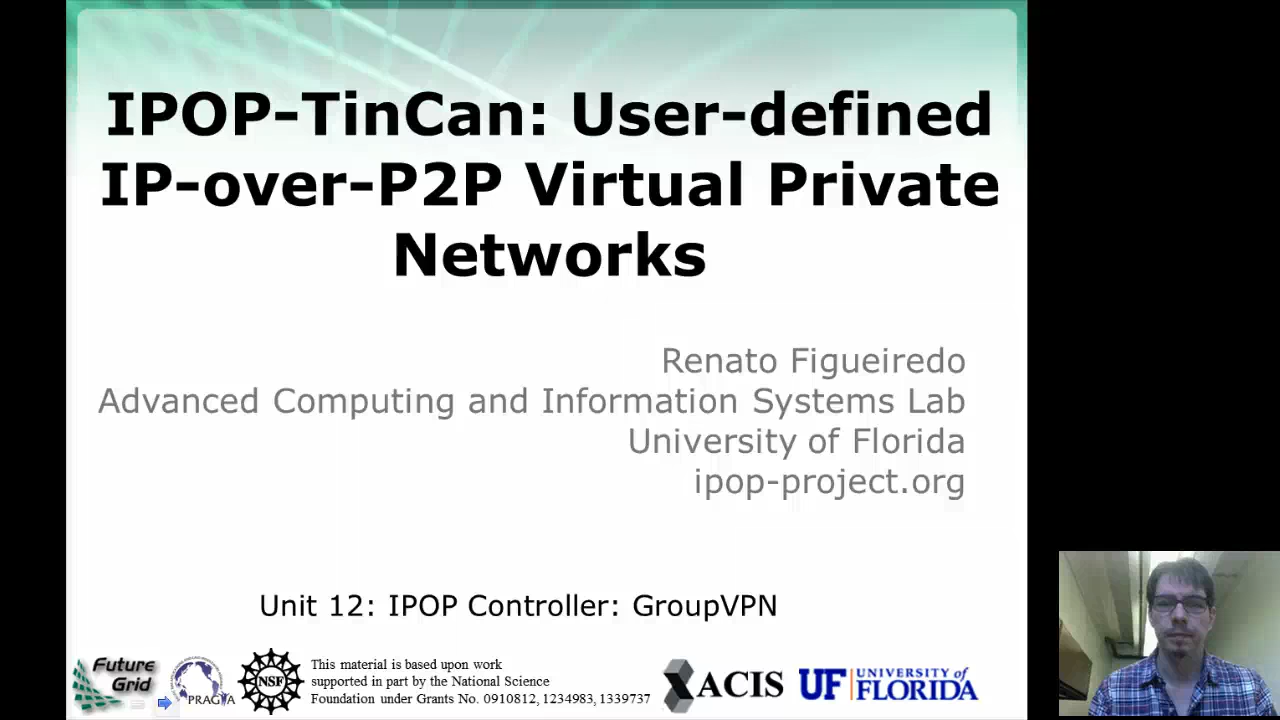 IPOP-TinCan: User-defined
IP-over-P2P Virtual Private
Networks
Renato Figueiredo
Advanced Computing and Information Systems Lab
University of Florida
ipop-project.org
Unit 12: IPOP Controller: GroupVPN
Future
Grid
PRAGMA
NSF
This material is based upon work
supported in part by the National Science
Foundation under Grants No. 0910812, 1234983, 1339737
ACIS
UF UNIVERSITY of
FLORIDA